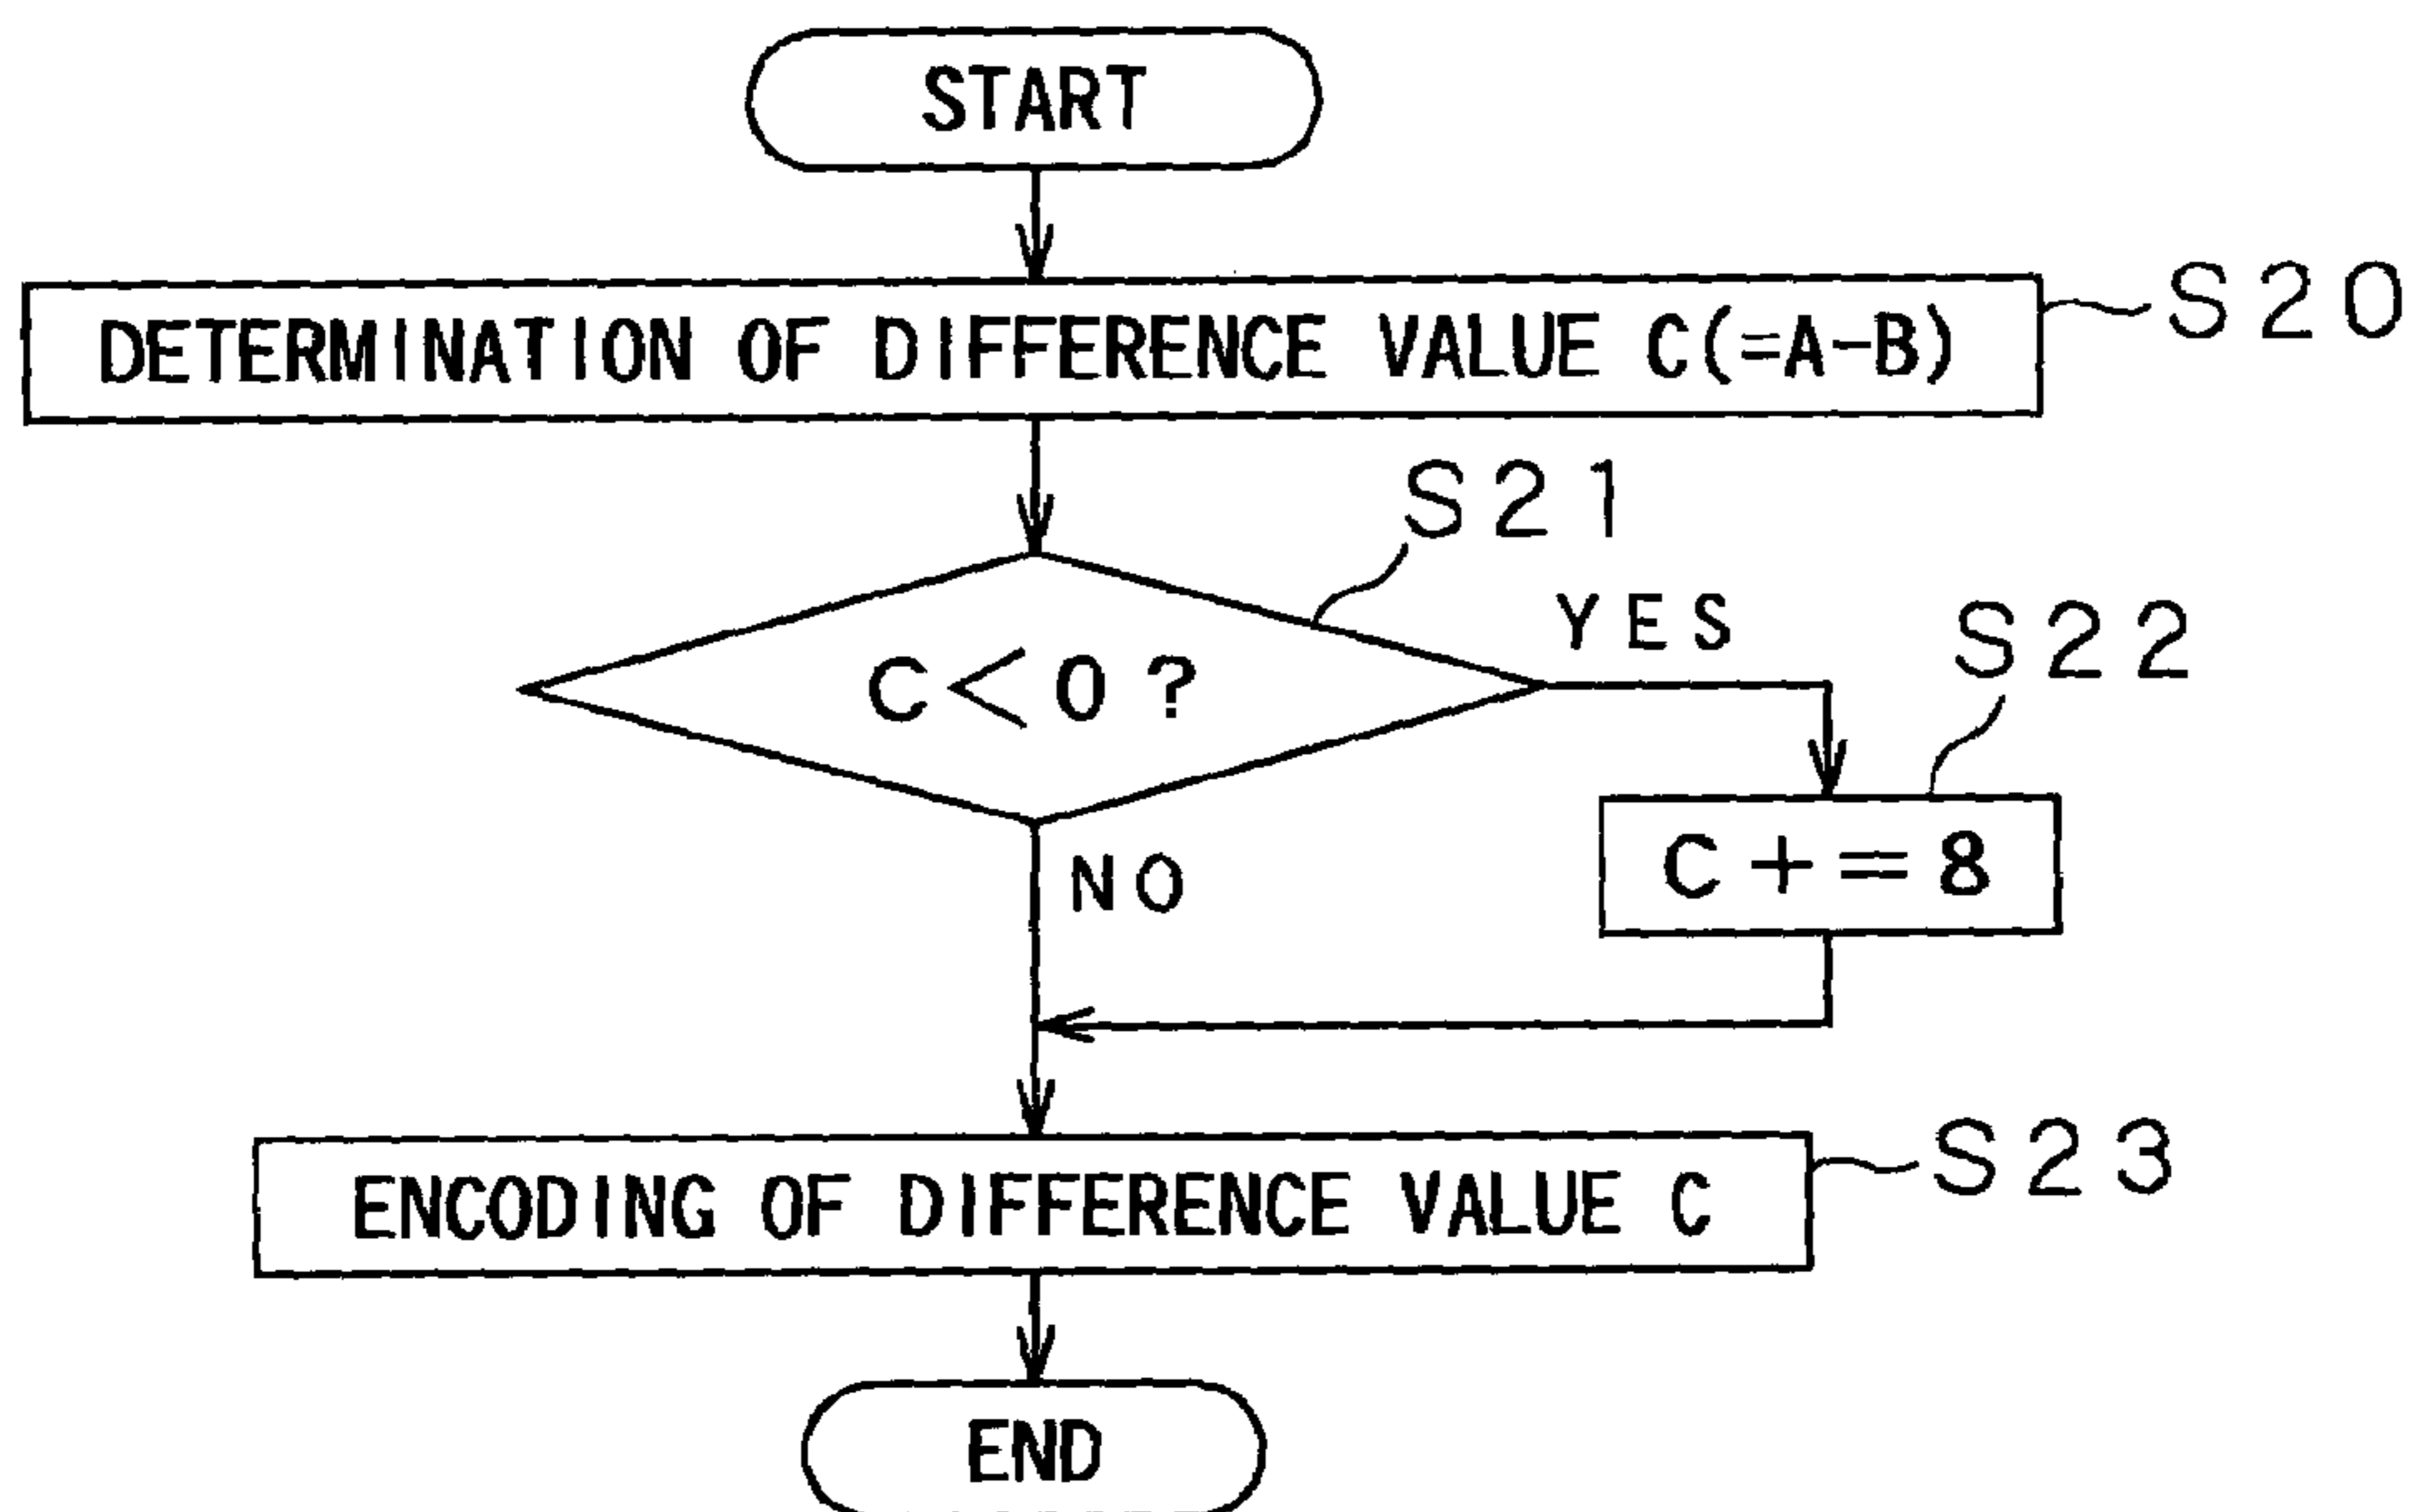 START
DETERMINATION OF DIFFERENCE VALUE C(=A-B)
S20
S21
C<0?
YES
S22
C+=8
NO
ENCODING OF DIFFERENCE VALUE C
S23
END